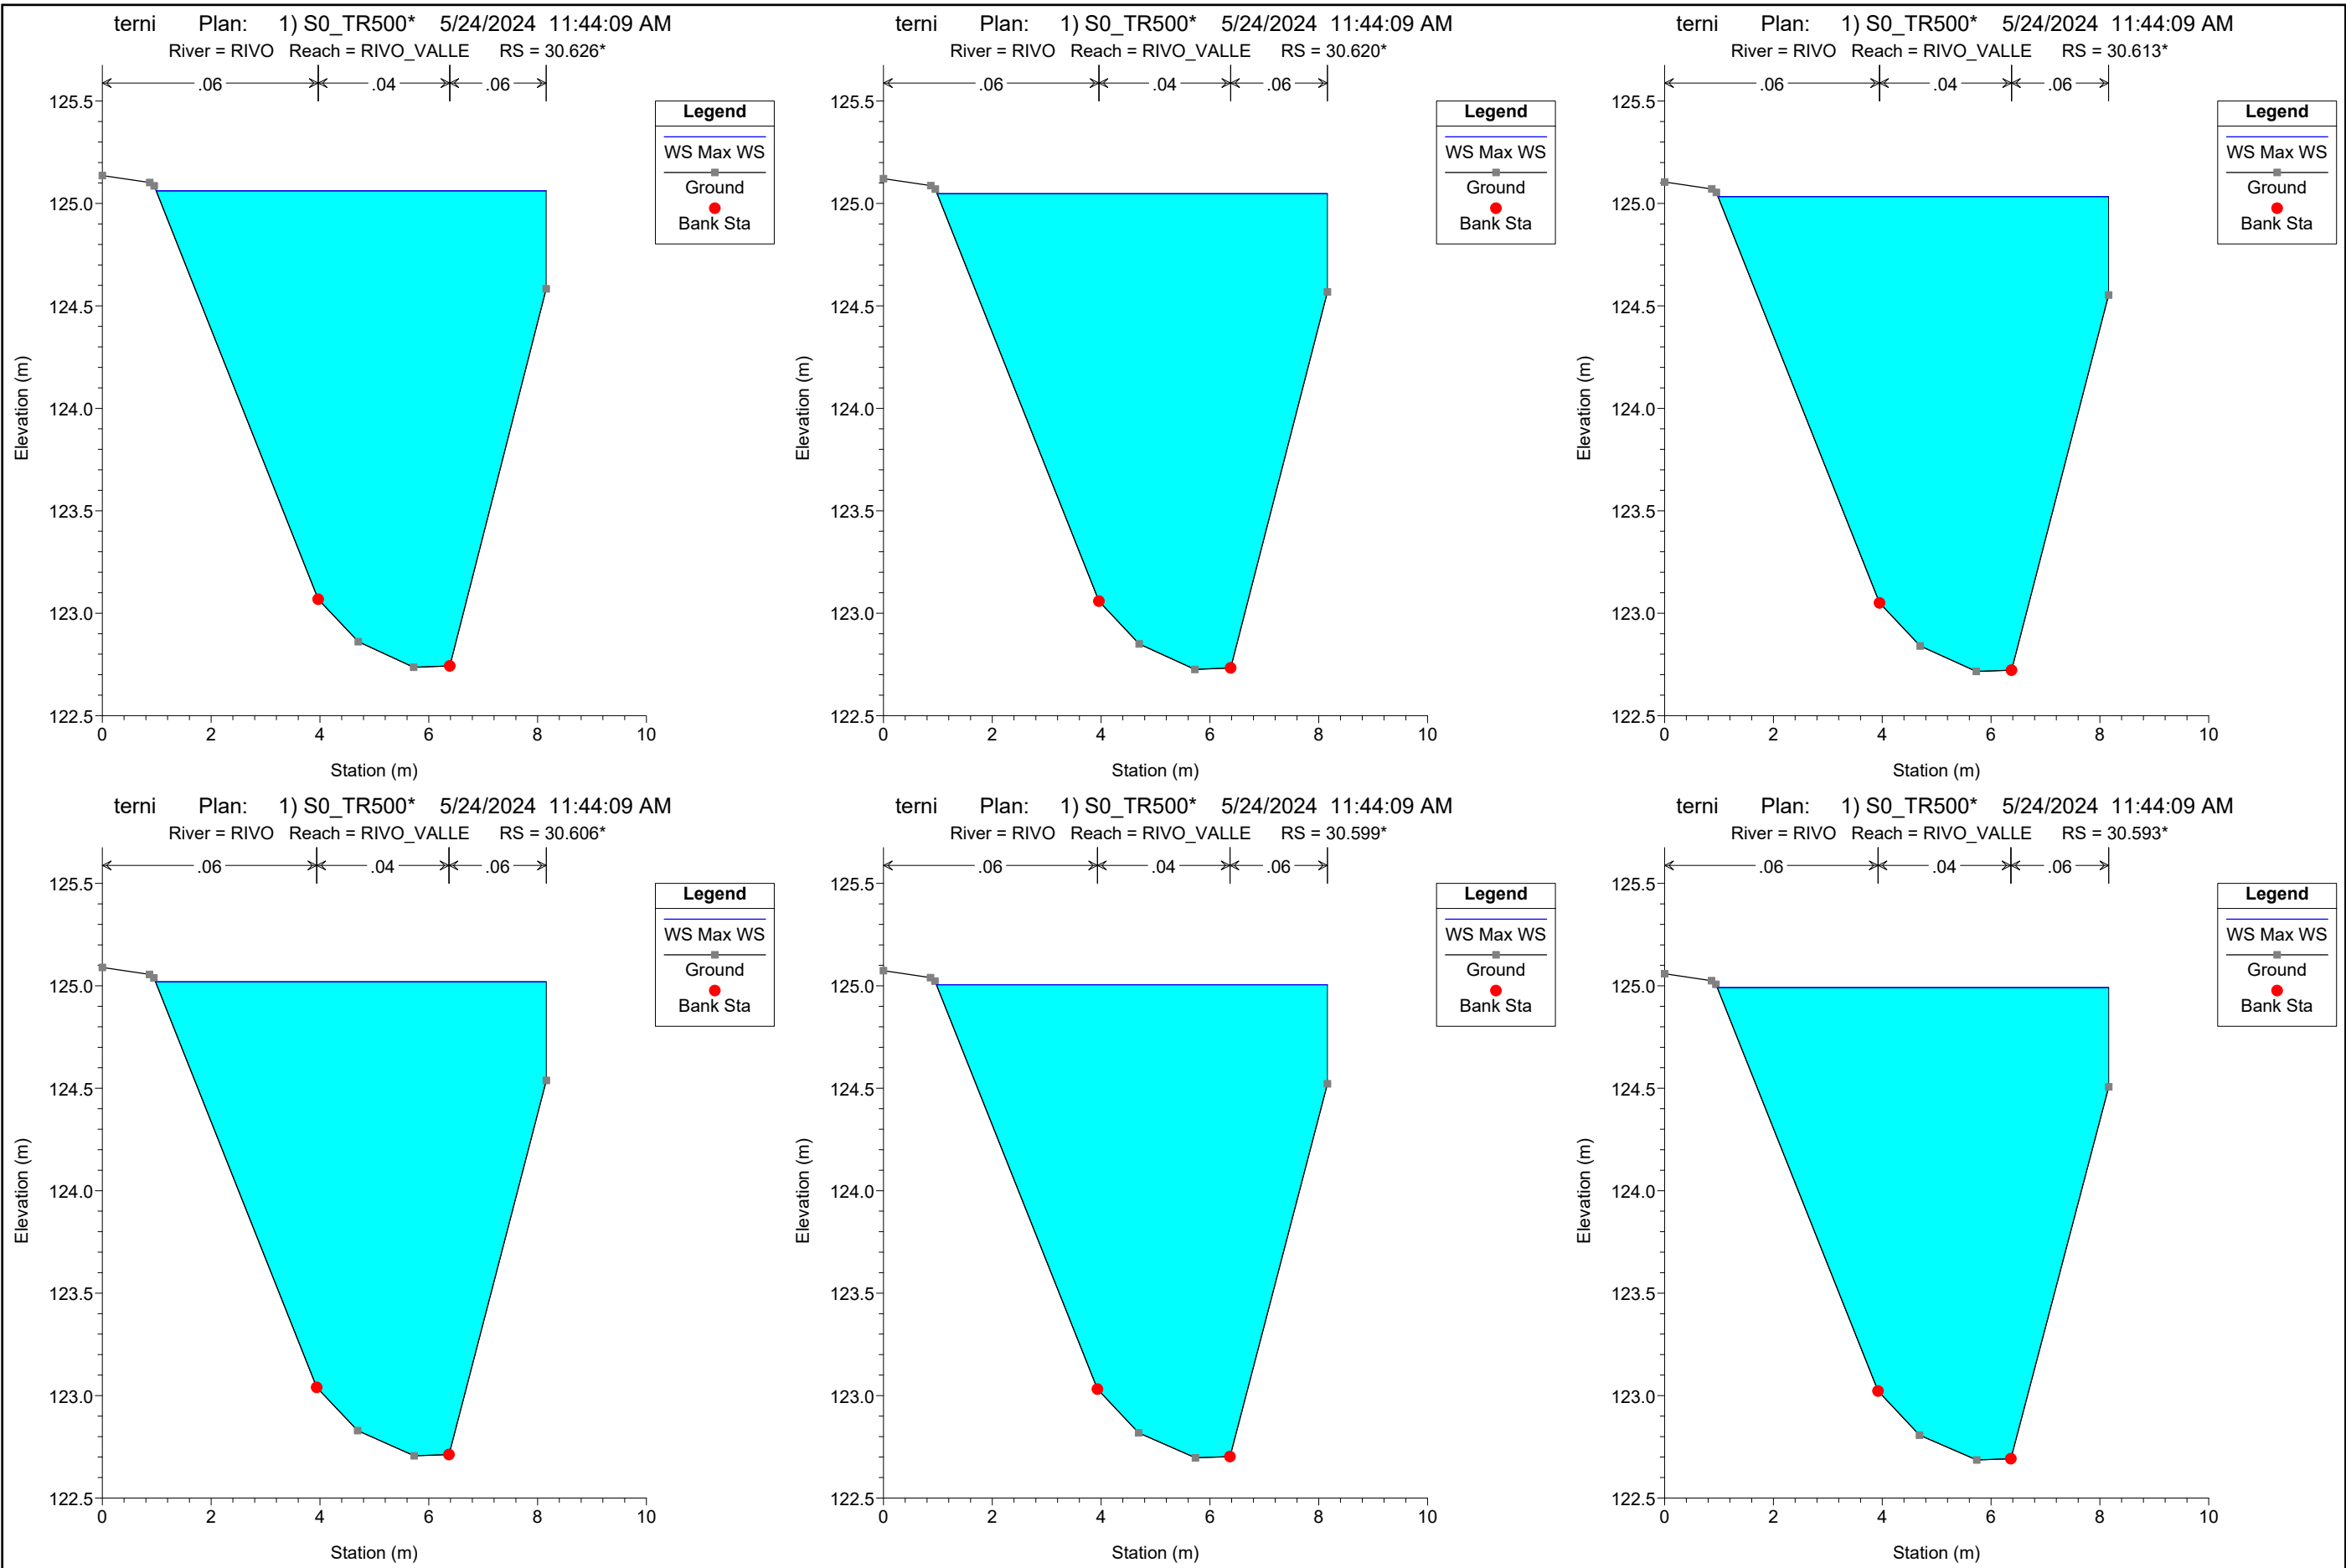 terni Plan: 1) S0_TR500* 5/24/2024 11:44:09 AM
River = RIVO Reach = RIVO_VALLE RS = 30.626*
.06 .04 .06
Legend
WS Max WS
Ground
Bank Sta
125.5
125.0
124.5
124.0
123.5
123.0
122.5
Elevation (m)
0 2 4 6 8 10
Station (m)
terni Plan: 1) S0_TR500* 5/24/2024 11:44:09 AM
River = RIVO Reach = RIVO_VALLE RS = 30.620*
.06 .04 .06
Legend
WS Max WS
Ground
Bank Sta
125.5
125.0
124.5
124.0
123.5
123.0
122.5
Elevation (m)
0 2 4 6 8 10
Station (m)
terni Plan: 1) S0_TR500* 5/24/2024 11:44:09 AM
River = RIVO Reach = RIVO_VALLE RS = 30.613*
.06 .04 .06
Legend
WS Max WS
Ground
Bank Sta
125.5
125.0
124.5
124.0
123.5
123.0
122.5
Elevation (m)
0 2 4 6 8 10
Station (m)
terni Plan: 1) S0_TR500* 5/24/2024 11:44:09 AM
River = RIVO Reach = RIVO_VALLE RS = 30.606*
.06 .04 .06
Legend
WS Max WS
Ground
Bank Sta
125.5
125.0
124.5
124.0
123.5
123.0
122.5
Elevation (m)
0 2 4 6 8 10
Station (m)
terni Plan: 1) S0_TR500* 5/24/2024 11:44:09 AM
River = RIVO Reach = RIVO_VALLE RS = 30.599*
.06 .04 .06
Legend
WS Max WS
Ground
Bank Sta
125.5
125.0
124.5
124.0
123.5
123.0
122.5
Elevation (m)
0 2 4 6 8 10
Station (m)
terni Plan: 1) S0_TR500* 5/24/2024 11:44:09 AM
River = RIVO Reach = RIVO_VALLE RS = 30.593*
.06 .04 .06
Legend
WS Max WS
Ground
Bank Sta
125.5
125.0
124.5
124.0
123.5
123.0
122.5
Elevation (m)
0 2 4 6 8 10
Station (m)